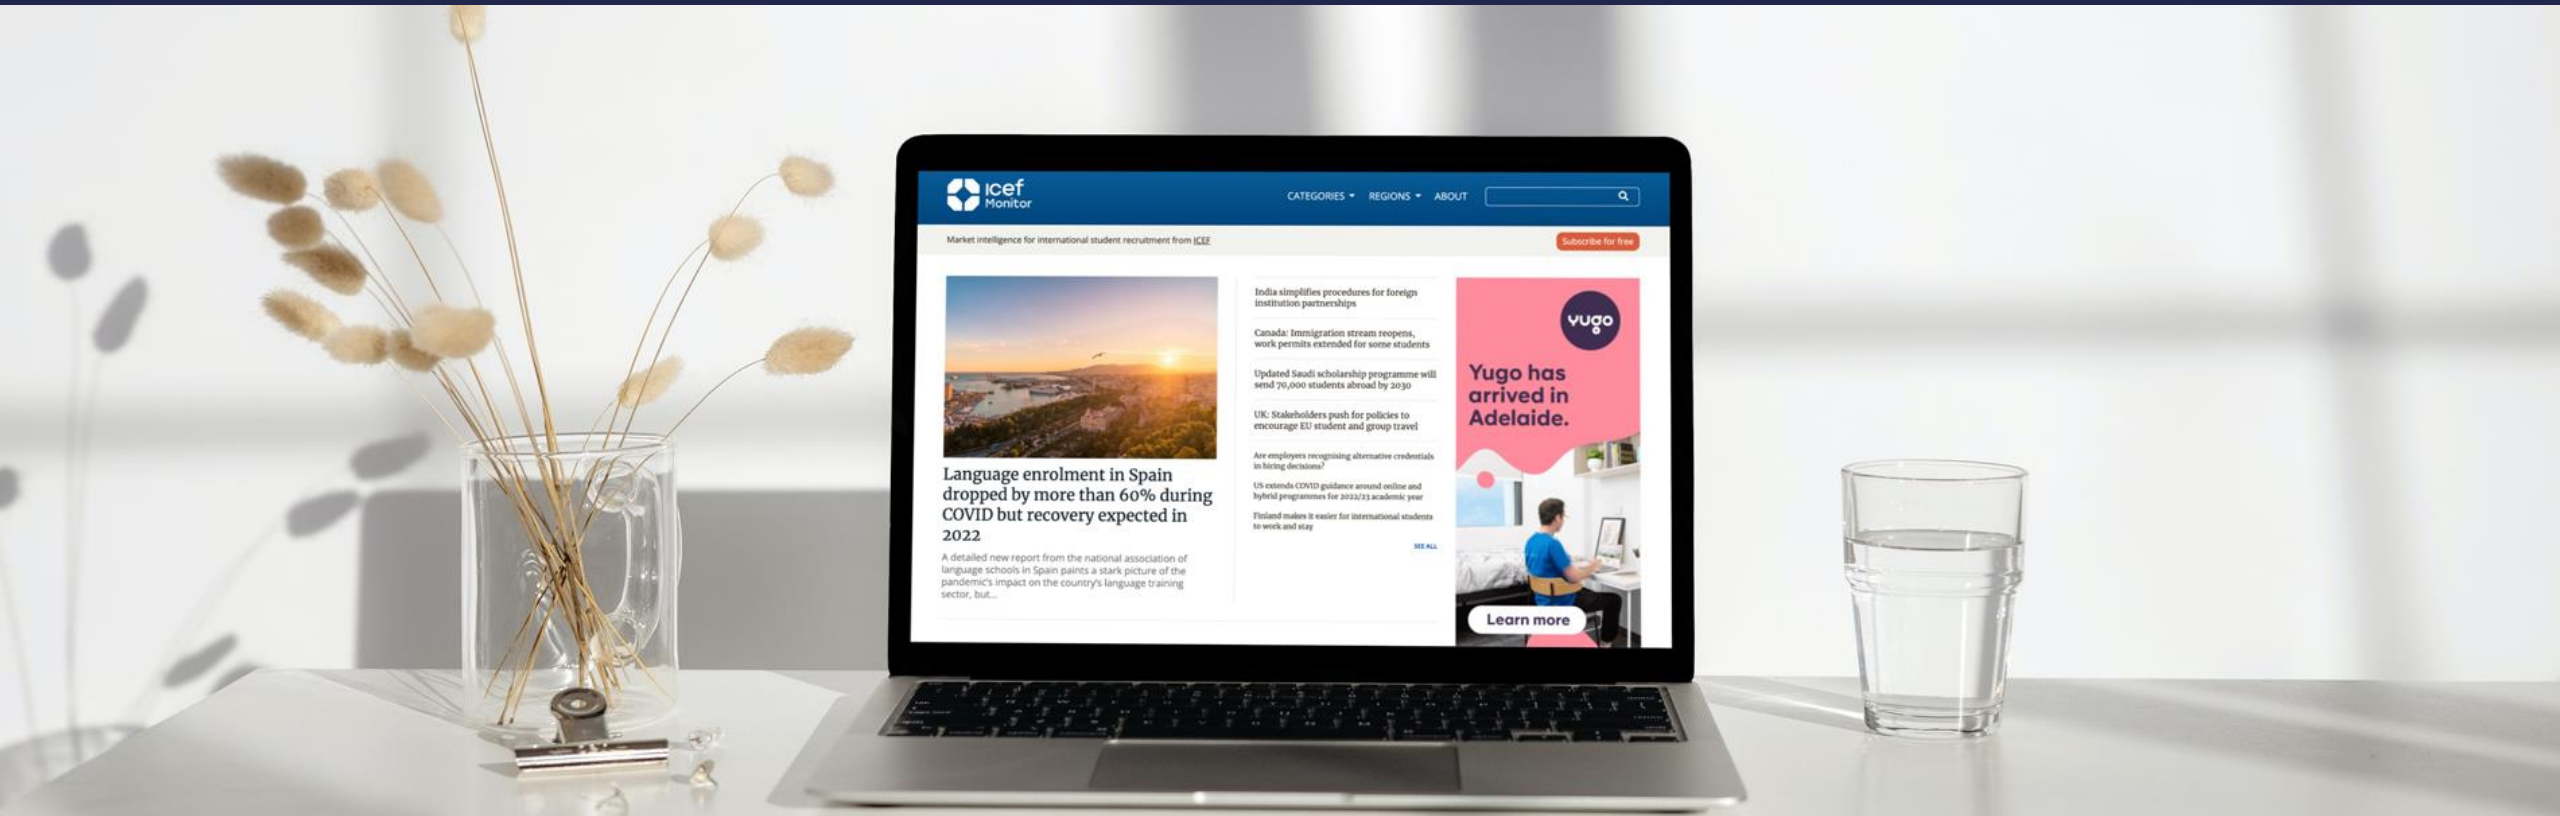 ıcef
Monitor
CATEGORIES
REGIONS
ABOUT
Market intelligence for international student recruitment from ICEF
Subscribe for free
Language enrolment in Spain
dropped by more than 60% during
COVID but recovery expected in
2022
A detailed new report from the national association of
language schools in Spain paints a stark picture of the
pandemic's impact on the country's language training
sector, but...
India simplifies procedures for foreign
institution partnerships
Canada: Immigration stream reopens,
work permits extended for some students
Updated Saudi scholarship programme will
send 70,000 students abroad by 2030
UK: Stakeholders push for policies to
encourage EU student and group travel
Are employers recognising alternative credentials
in hiring decisions?
US extends COVID guidance around online and
hybrid programmes for 2022/23 academic year
Finland makes it easier for international students
to work and stay
SEE ALL
yugo
Yugo has
arrived in
Adelaide.
Learn more